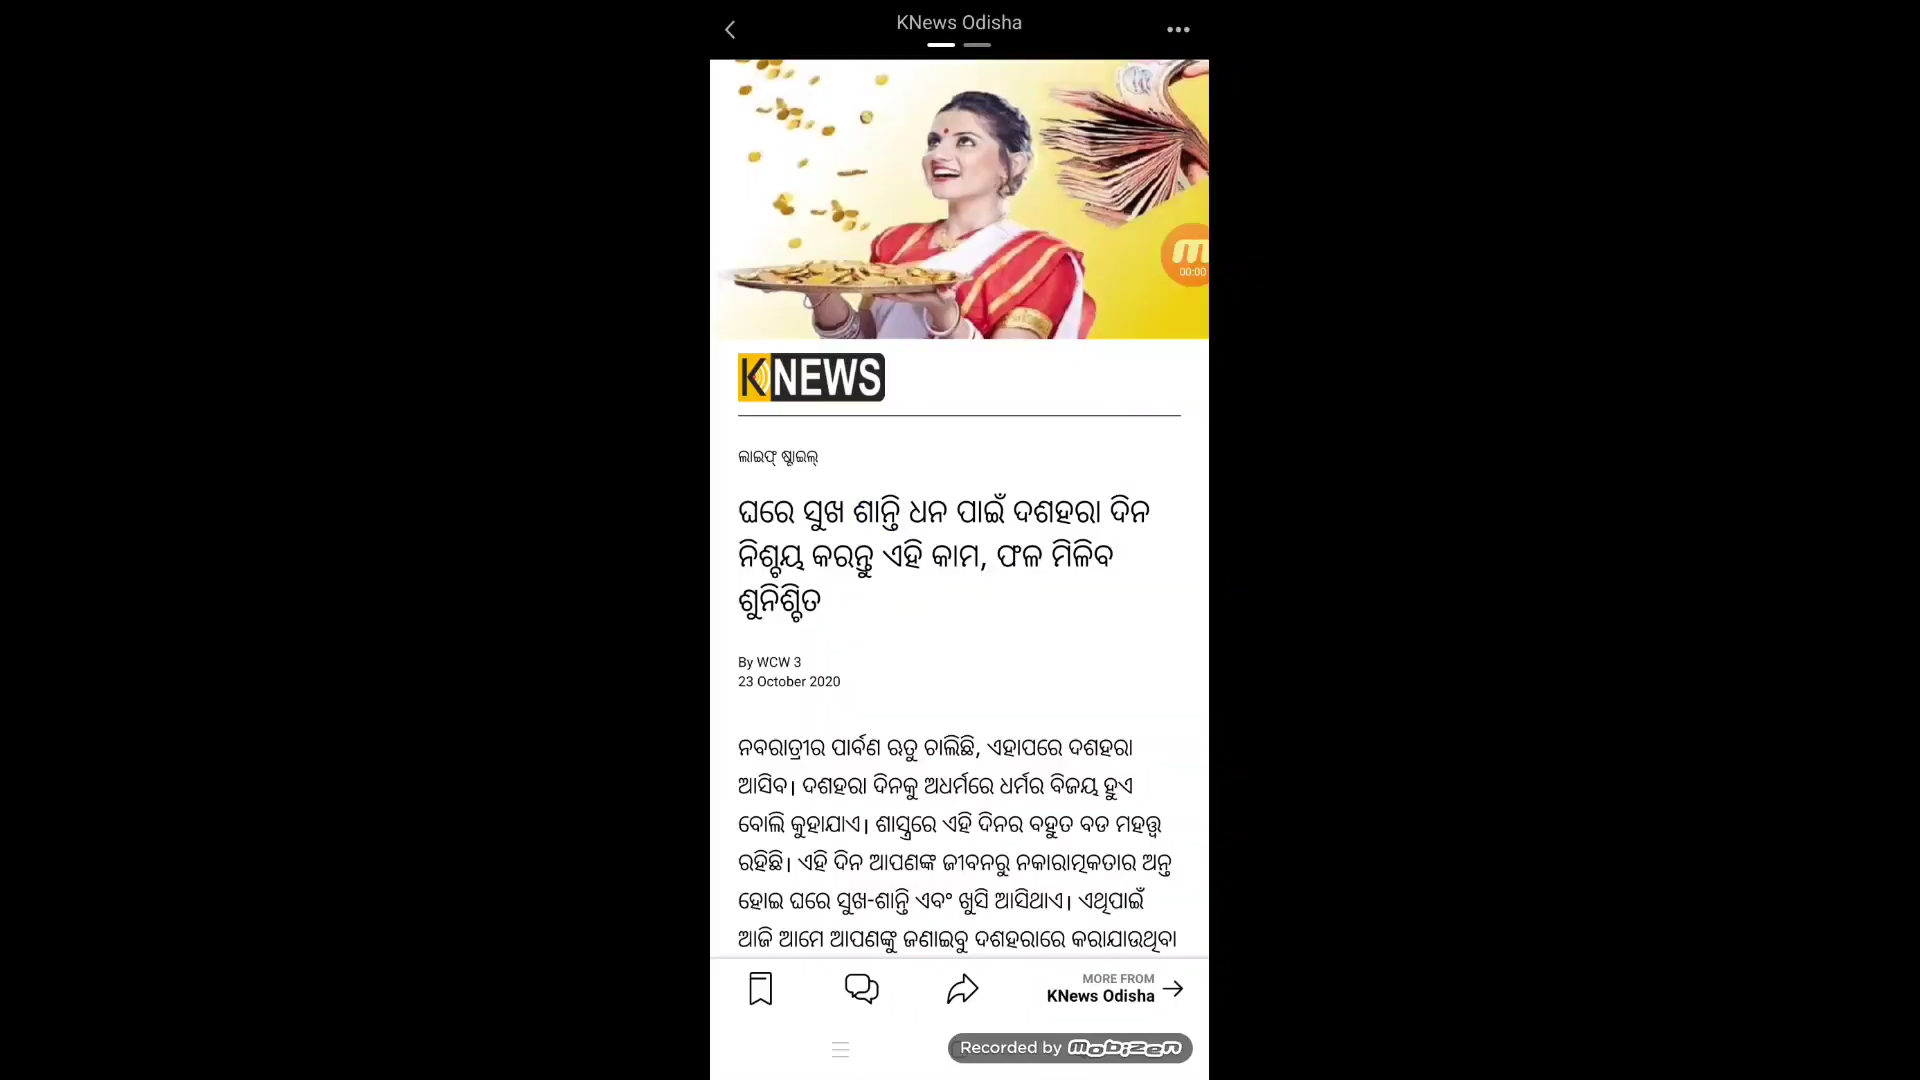 KNews Odisha
00:00
KNEWS
ଲାଇଫ୍ ଷ୍ଟାଇଲ୍
ଘରେ ସୁଖ ଶାନ୍ତି ଧନ ପାଇଁ ଦଶହରା ଦିନ
ନିଶ୍ଚୟ କରନ୍ତୁ ଏହି କାମ, ଫଳ ମିଳିବ
ଶୁନିଶ୍ଚିତ
By WCW 3
23 October 2020
ନବରାତ୍ରୀର ପାର୍ବଣ ଋତୁ ଚାଲିଛି, ଏହାପରେ ଦଶହରା
ଆସିବ। ଦଶହରା ଦିନକୁ ଅଧର୍ମରେ ଧର୍ମର ବିଜୟ ହୁଏ
ବୋଲି କୁହାଯାଏ। ଶାସ୍ତ୍ରରେ ଏହି ଦିନର ବହୁତ ବଡ ମହତ୍ତ୍ୱ
ରହିଛି। ଏହି ଦିନ ଆପଣଙ୍କ ଜୀବନରୁ ନକାରାତ୍ମକତାର ଅନ୍ତ
ହୋଇ ଘରେ ସୁଖ-ଶାନ୍ତି ଏବଂ ଖୁସି ଆସିଥାଏ। ଏଥିପାଇଁ
ଆଜି ଆମେ ଆପଣଙ୍କୁ ଜଣାଇବୁ ଦଶହରାରେ କରାଯାଉଥିବା
MORE FROM
KNews Odisha
Recorded by mobizen